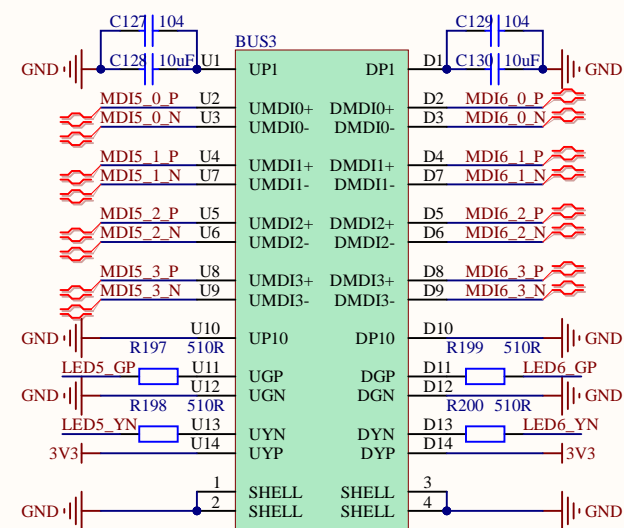 C127 104 C129 104
BUS3
C128 10uF U1 D1 C130 10uF
GND UP1 DP1 GND
MDI5_0_P U2 UMDI0+ DMDI0+ D2 MDI6_0_P
MDI5_0_N U3 UMDI0- DMDI0- D3 MDI6_0_N
MDI5_1_P U4 UMDI1+ DMDI1+ D4 MDI6_1_P
MDI5_1_N U7 UMDI1- DMDI1- D7 MDI6_1_N
MDI5_2_P U5 UMDI2+ DMDI2+ D5 MDI6_2_P
MDI5_2_N U6 UMDI2- DMDI2- D6 MDI6_2_N
MDI5_3_P U8 UMDI3+ DMDI3+ D8 MDI6_3_P
MDI5_3_N U9 UMDI3- DMDI3- D9 MDI6_3_N
GND U10 UP10 DP10 D10 GND
R197 510R R199 510R
LED5_GP U11 UGP DGP D11 LED6_GP
GND U12 UGN DGN D12 GND
R198 510R R200 510R
LED5_YN U13 UYN DYN D13 LED6_YN
3V3 U14 UYP DYP D14 3V3
1 SHELL SHELL 3
GND 2 SHELL SHELL 4 GND